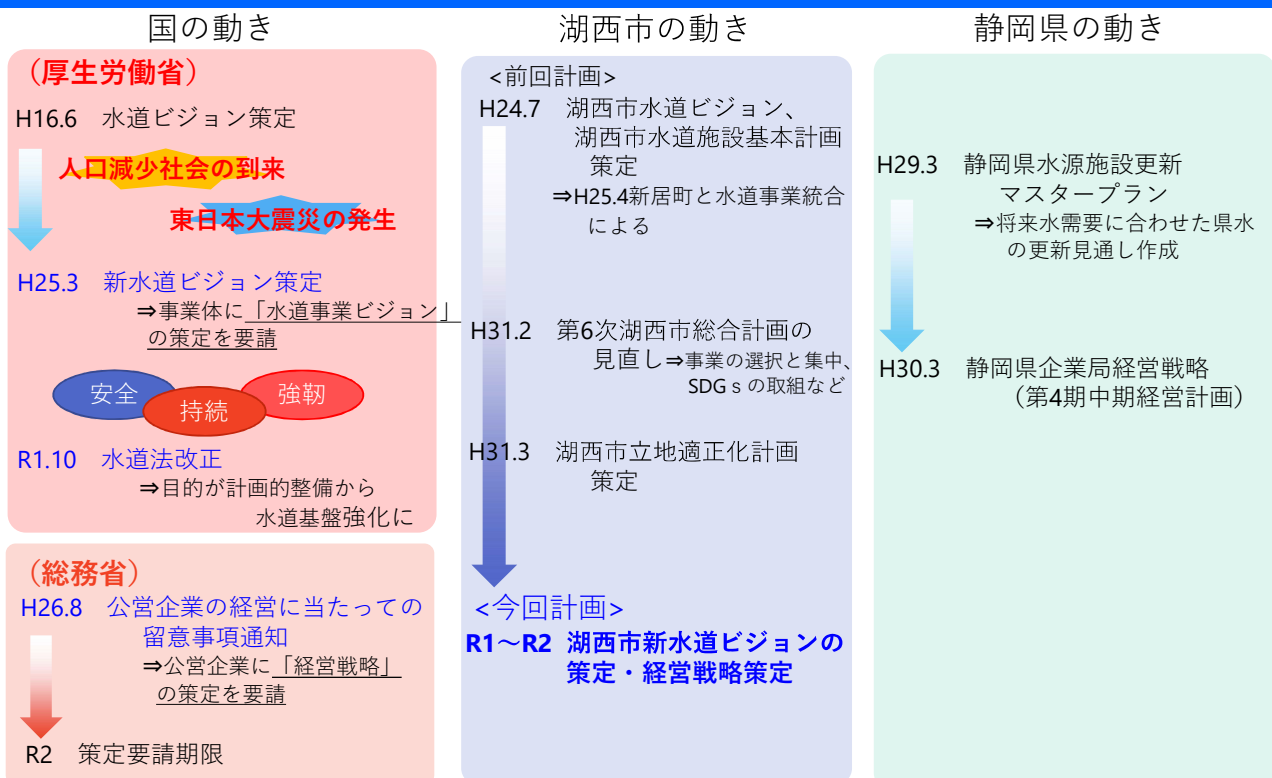 国の動き
（厚生労働省）
H16.6 水道ビジョン策定
人口減少社会の到来
東日本大震災の発生
H25.3 新水道ビジョン策定
⇒事業体に「水道事業ビジョン」
の策定を要請
安全
持続
強靭
R1.10 水道法改正
⇒目的が計画的整備から
水道基盤強化に
（総務省）
H26.8 公営企業の経営に当たっての
留意事項通知
⇒公営企業に「経営戦略」
の策定を要請
R2 策定要請期限
湖西市の動き
<前回計画>
H24.7 湖西市水道ビジョン、
湖西市水道施設基本計画
策定
⇒H25.4新居町と水道事業統合
による
H31.2 第6次湖西市総合計画の
見直し⇒事業の選択と集中、
SDGｓの取組など
H31.3 湖西市立地適正化計画
策定
<今回計画>
R1～R2 湖西市新水道ビジョンの
策定・経営戦略策定
静岡県の動き
H29.3 静岡県水源施設更新
マスタープラン
⇒将来水需要に合わせた県水
の更新見通し作成
H30.3 静岡県企業局経営戦略
（第4期中期経営計画）